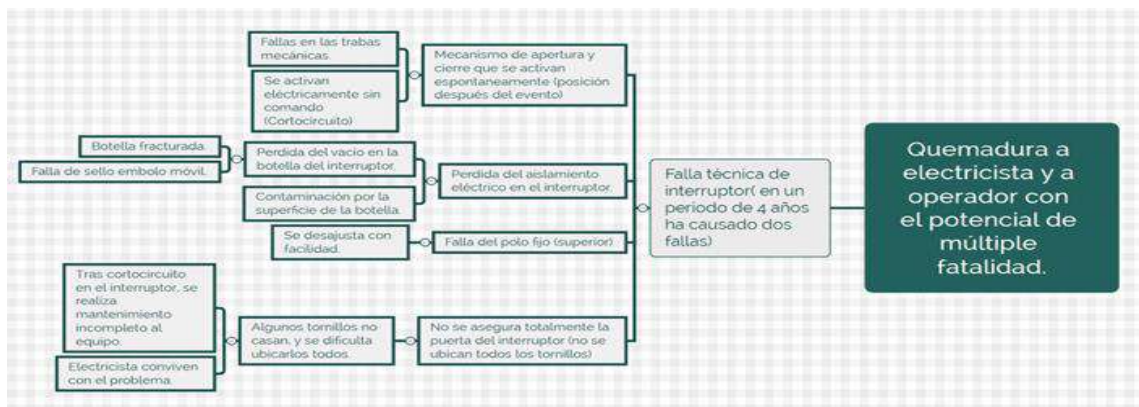 Fallas en las trabas
mecánicas.
Se activan
eléctricamente sin
comando
(Cortocircuito)
Mecanismo de apertura y
cierre que se activan
espontaneamente (posición
después del evento)
Botella fracturada.
Falla de sello embolo móvil.
Perdida del vacio en la
botella del interruptor.
Contaminación por la
superficie de la botella.
Perdida del aislamiento
eléctrico en el interruptor.
Se desajusta con
facilidad.
Falla del polo fijo (superior)
Tras cortocircuito
en el interruptor, se
realiza
mantenimiento
incompleto al
equipo.
Electricista conviven
con el problema.
Algunos tornillos no
casan, y se dificulta
ubicarlos todos.
No se asegura totalmente la
puerta del interruptor (no se
ubican todos los tornillos)
Falla técnica de
interruptor( en un
periodo de 4 años
ha causado dos
fallas)
Quemadura a
electricista y a
operador con
el potencial de
múltiple
fatalidad.